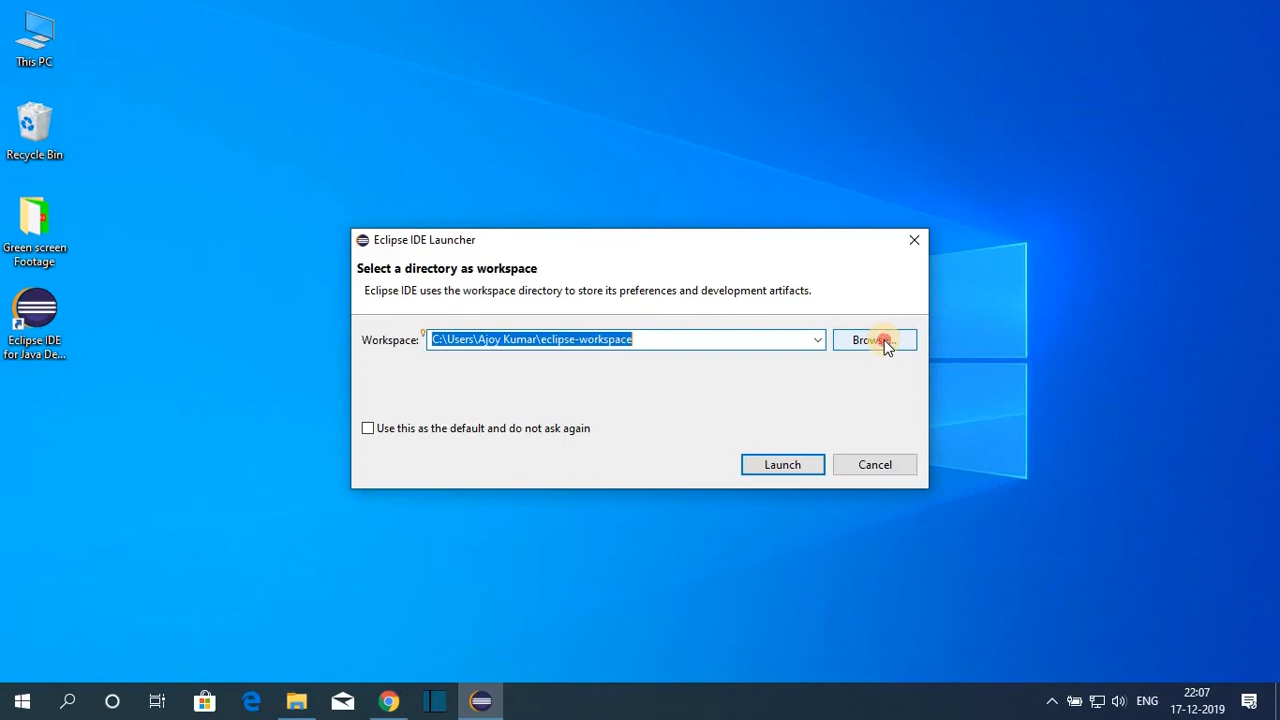 This PC
Recycle Bin
Green screen
Footage
Eclipse IDE
for Java De...
Eclipse IDE Launcher
Select a directory as workspace
Eclipse IDE uses the workspace directory to store its preferences and development artifacts.
Workspace: C:\Users\Ajoy Kumar\eclipse-workspace Browse...
Use this as the default and do not ask again
Launch Cancel
ENG 22:07
17-12-2019